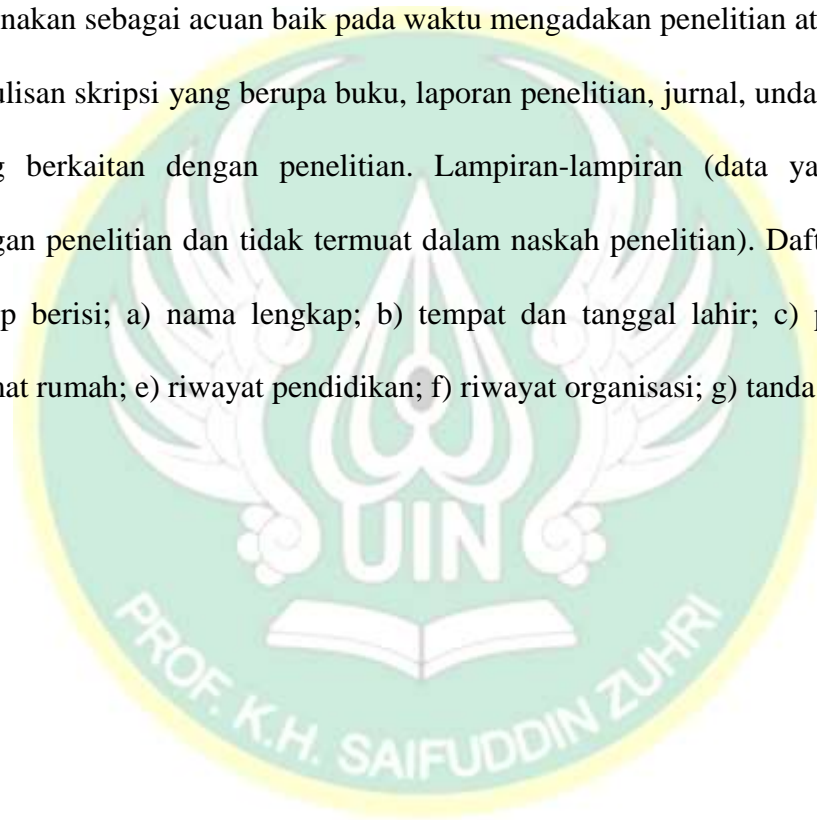 nakan sebagai acuan baik pada waktu mengadakan penelitian at
ulisan skripsi yang berupa buku, laporan penelitian, jurnal, unda
g berkaitan dengan penelitian. Lampiran-lampiran (data ya
gan penelitian dan tidak termuat dalam naskah penelitian). Daft
p berisi; a) nama lengkap; b) tempat dan tanggal lahir; c) p
nat rumah; e) riwayat pendidikan; f) riwayat organisasi; g) tanda
UIN
PROF. K.H. SAIFUDDIN ZUHRI